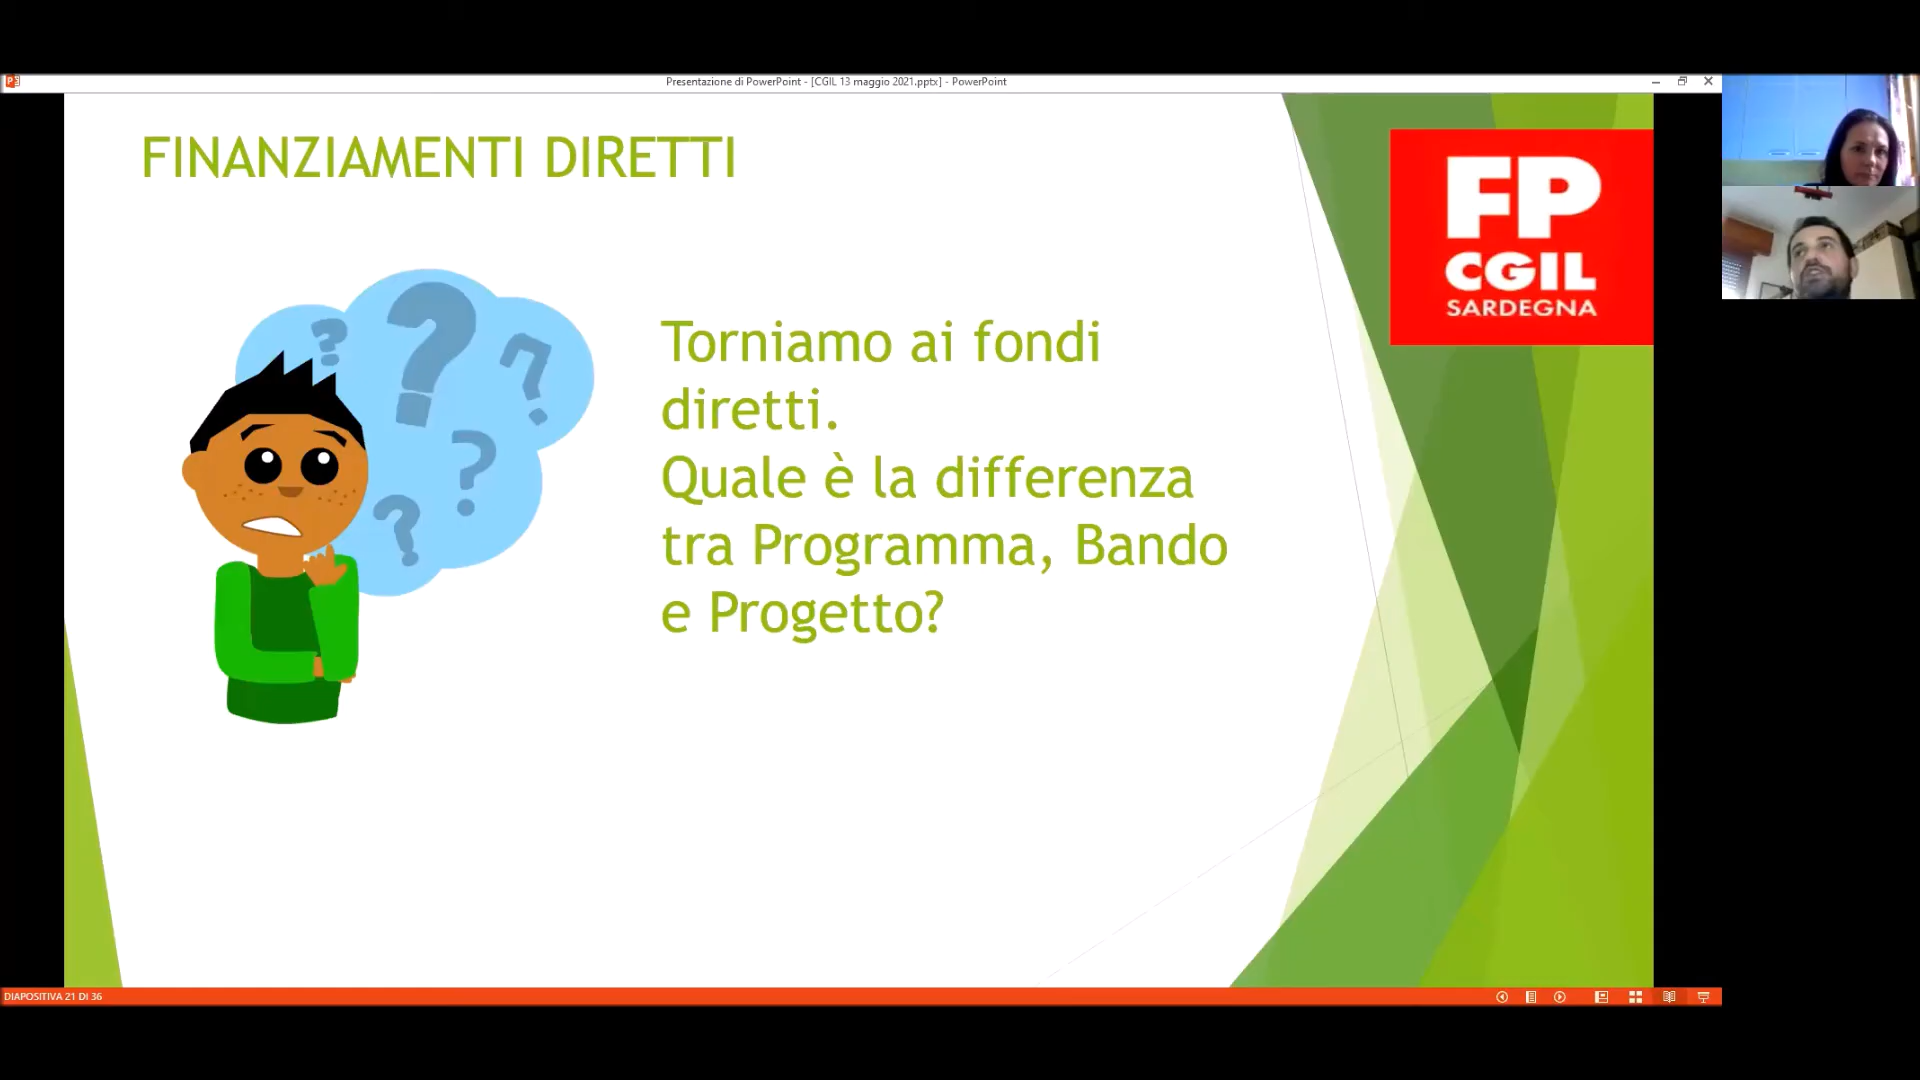 Presentazione di PowerPoint - [CGIL 13 maggio 2021.pptx] - PowerPoint
FINANZIAMENTI DIRETTI
FP
CGIL
SARDEGNA
Torniamo ai fondi
diretti.
Quale è la differenza
tra Programma, Bando
e Progetto?
DIAPOSITIVA 21 DI 36